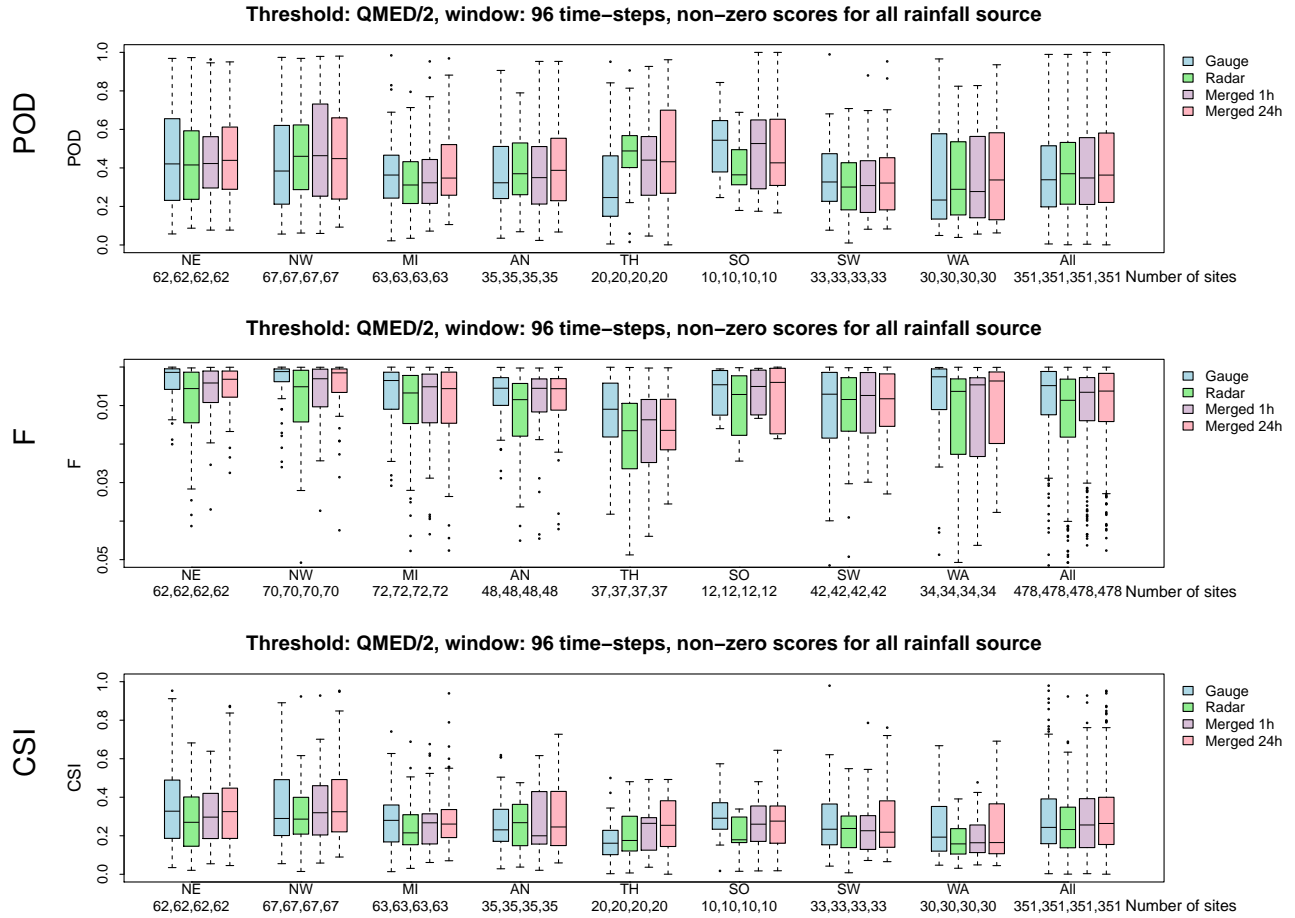 Threshold: QMED/2, window: 96 time−steps, non−zero scores for all rainfall source
POD
POD
1.0
0.8
0.6
0.4
0.2
0.0
Gauge
Radar
Merged 1h
Merged 24h
NE NW MI AN TH SO SW WA All
62,62,62,62 67,67,67,67 63,63,63,63 35,35,35,35 20,20,20,20 10,10,10,10 33,33,33,33 30,30,30,30 351,351,351,351 Number of sites
Threshold: QMED/2, window: 96 time−steps, non−zero scores for all rainfall source
F
F
0.01
0.03
0.05
Gauge
Radar
Merged 1h
Merged 24h
NE NW MI AN TH SO SW WA All
62,62,62,62 70,70,70,70 72,72,72,72 48,48,48,48 37,37,37,37 12,12,12,12 42,42,42,42 34,34,34,34 478,478,478,478 Number of sites
Threshold: QMED/2, window: 96 time−steps, non−zero scores for all rainfall source
CSI
CSI
1.0
0.8
0.6
0.4
0.2
0.0
Gauge
Radar
Merged 1h
Merged 24h
NE NW MI AN TH SO SW WA All
62,62,62,62 67,67,67,67 63,63,63,63 35,35,35,35 20,20,20,20 10,10,10,10 33,33,33,33 30,30,30,30 351,351,351,351 Number of sites